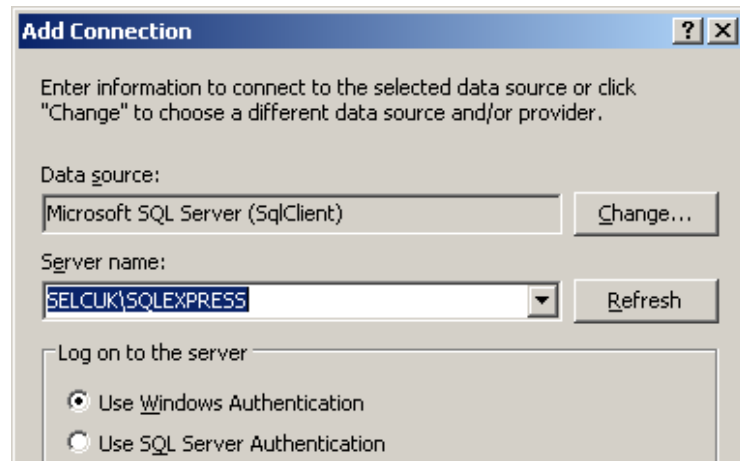 Add Connection
Enter information to connect to the selected data source or click
"Change" to choose a different data source and/or provider.
Data source:
Microsoft SQL Server (SqlClient)
Change...
Server name:
SELCUK\SQLEXPRESS
Refresh
Log on to the server
Use Windows Authentication
Use SQL Server Authentication